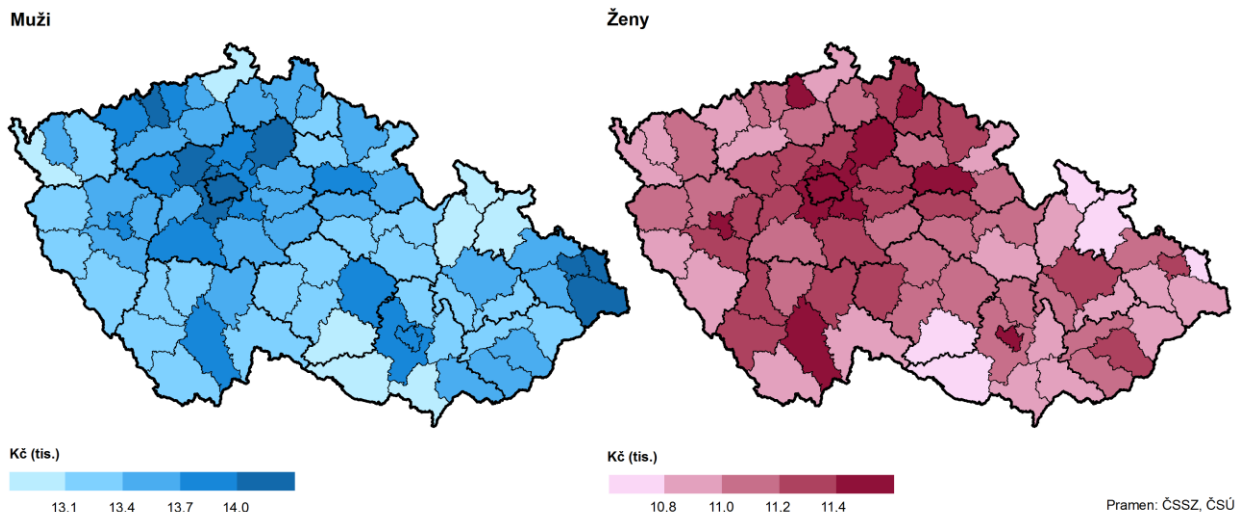 Muži
Ženy
Kč (tis.)
13.1 13.4 13.7 14.0
Kč (tis.)
10.8 11.0 11.2 11.4
Pramen: ČSSZ, ČSÚ